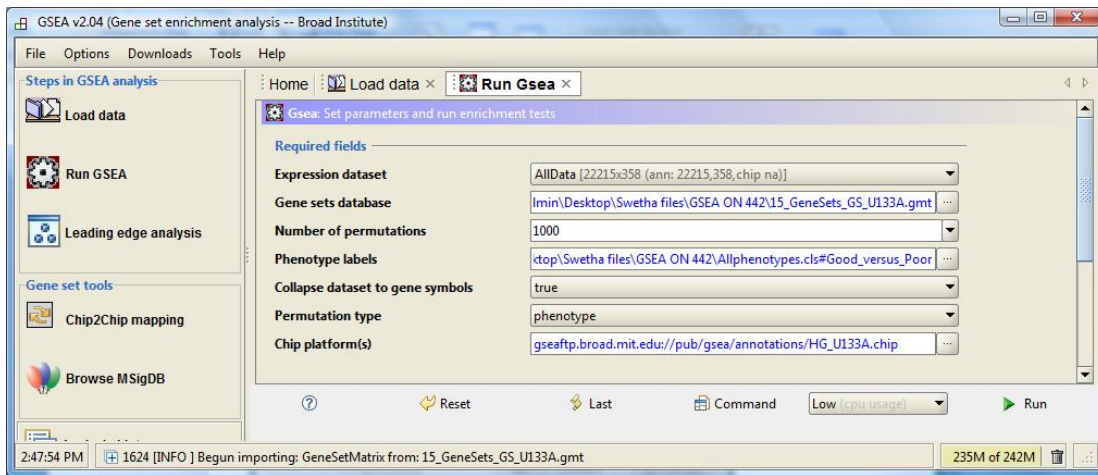 GSEA v2.04 (Gene set enrichment analysis -- Broad Institute)
File Options Downloads Tools Help
Steps in GSEA analysis
Load data
Run GSEA
Leading edge analysis
Gene set tools
Chip2Chip mapping
Browse MSigDB
Home Load data × Run Gsea ×
Gsea: Set parameters and run enrichment tests
Required fields
Expression dataset AllData [22215x358 (ann: 22215,358,chip na)]
Gene sets database lmin\Desktop\Swetha files\GSEA ON 442\15_GeneSets_GS_U133A.gmt ...
Number of permutations 1000
Phenotype labels ctop\Swetha files\GSEA ON 442\Allphenotypes.cls#Good_versus_Poor ...
Collapse dataset to gene symbols true
Permutation type phenotype
Chip platform(s) gseaftp.broad.mit.edu://pub/gsea/annotations/HG_U133A.chip ...
? Reset Last Command Low (cpu usage) Run
2:47:54 PM 1624 [INFO ] Begun importing: GeneSetMatrix from: 15_GeneSets_GS_U133A.gmt 235M of 242M